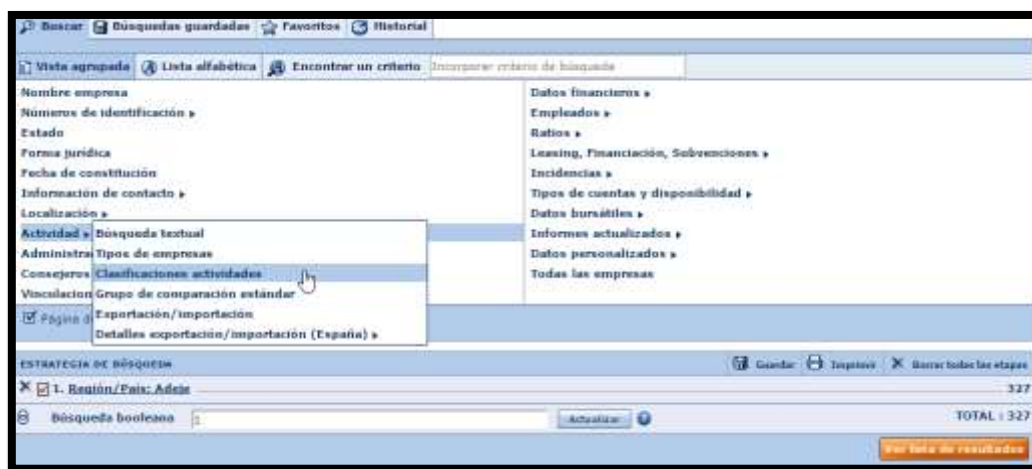 Buscar Búsquedas guardadas Favoritos Historial
Vista agrupada Lista alfabética Encontrar un criterio Incorporar criterio de búsqueda
Nombre empresa
Números de identificación
Estado
Forma jurídica
Fecha de constitución
Información de contacto
Localización
Actividad
Administra
Consejeros
Vinculacion
Página d
Búsqueda textual
Tipos de empresas
Clasificaciones actividades
Grupo de comparación estándar
Exportación/importación
Detalles exportación/importación (España)
Datos financieros
Empleados
Ratios
Leasing, Financiación, Subvenciones
Incidencias
Tipos de cuentas y disponibilidad
Datos bursátiles
Informes actualizados
Datos personalizados
Todas las empresas
ESTRATEGIA DE BÚSQUEDA Guardar Imprimir Borrar todas las etapas
1. Región/País: Adeje 327
Búsqueda booleana 1 Actualizar TOTAL : 327
Ver lista de resultados